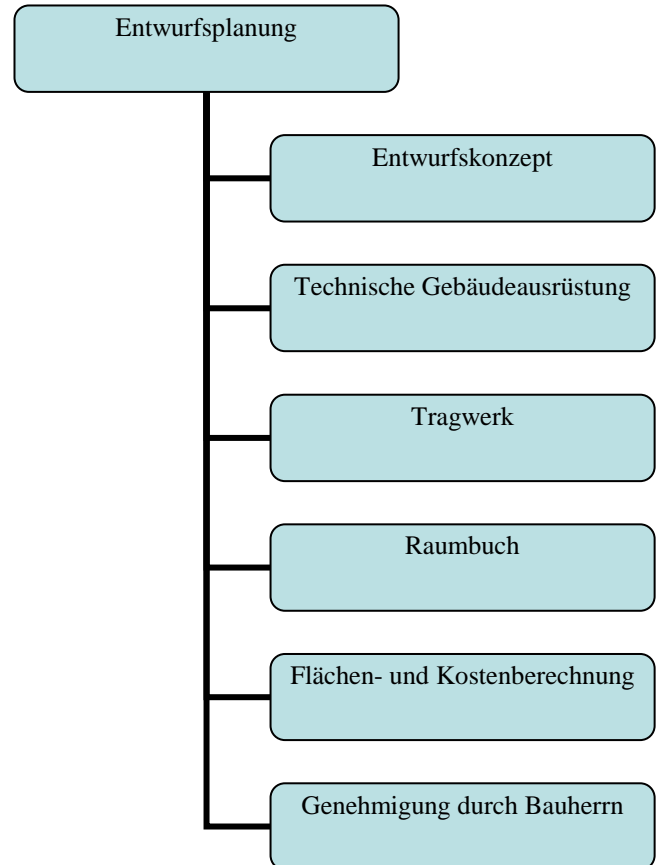 Entwurfsplanung
Entwurfskonzept
Technische Gebäudeausrüstung
Tragwerk
Raumbuch
Flächen- und Kostenberechnung
Genehmigung durch Bauherrn